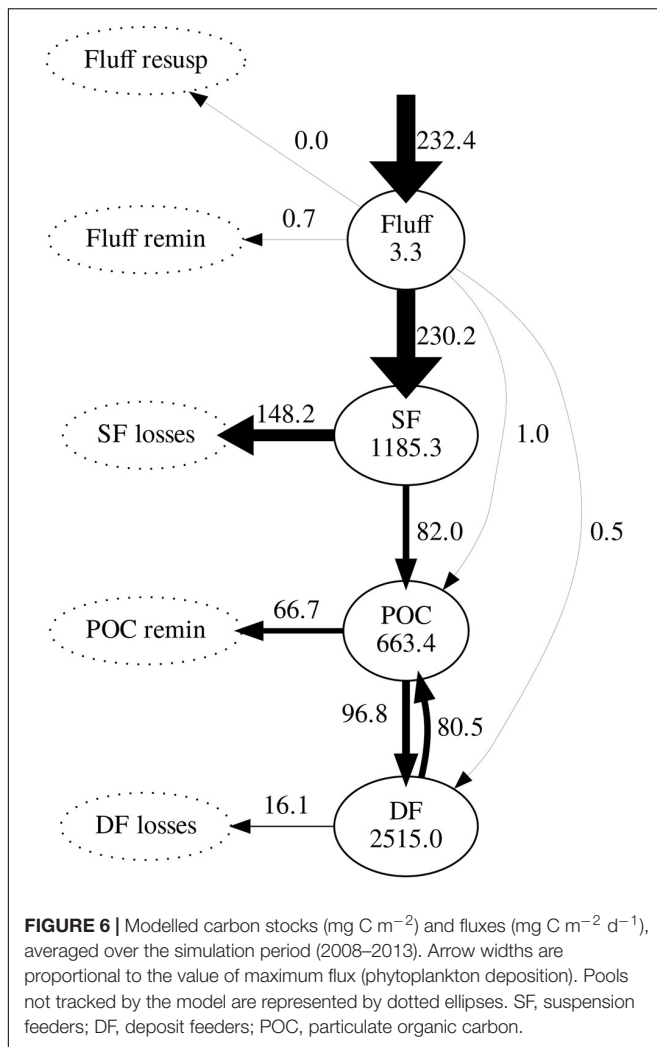 Fluff resusp
0.0
232.4
Fluff remin
0.7
Fluff
3.3
230.2
SF losses
148.2
SF
1185.3
1.0
82.0
0.5
POC remin
66.7
POC
663.4
96.8
80.5
DF losses
16.1
DF
2515.0
FIGURE 6 | Modelled carbon stocks (mg C m⁻²) and fluxes (mg C m⁻² d⁻¹),
averaged over the simulation period (2008–2013). Arrow widths are
proportional to the value of maximum flux (phytoplankton deposition). Pools
not tracked by the model are represented by dotted ellipses. SF, suspension
feeders; DF, deposit feeders; POC, particulate organic carbon.